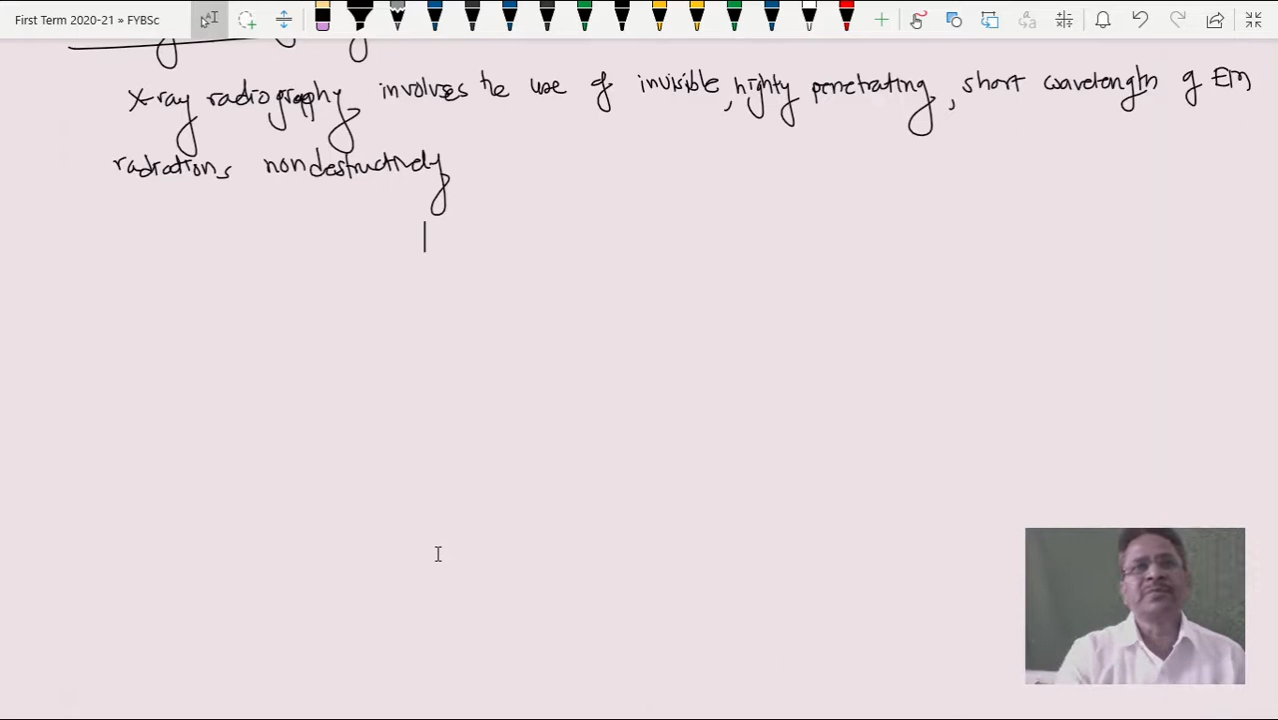 First Term 2020-21 » FYBSc
X-ray radiography involves the use of invisible, highly penetrating, short wavelength of EM
radiations nondestructively